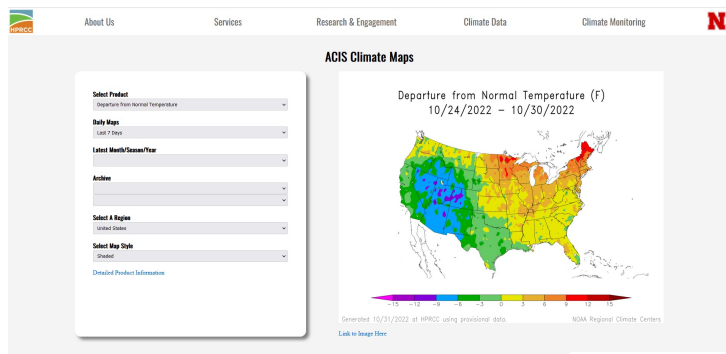 HPRCC
About Us
Services
Research & Engagement
Climate Data
Climate Monitoring
N
ACIS Climate Maps
Select Product
Departure from Normal Temperature
Daily Maps
Last 7 Days
Latest Month/Season/Year
Archive
Select A Region
United States
Select Map Style
Shaded
Detailed Product Information
Departure from Normal Temperature (F)
10/24/2022 – 10/30/2022
-15 -12 -9 -6 -3 0 3 6 9 12 15
Generated 10/31/2022 at HPRCC using provisional data.
NOAA Regional Climate Centers
Link to Image Here